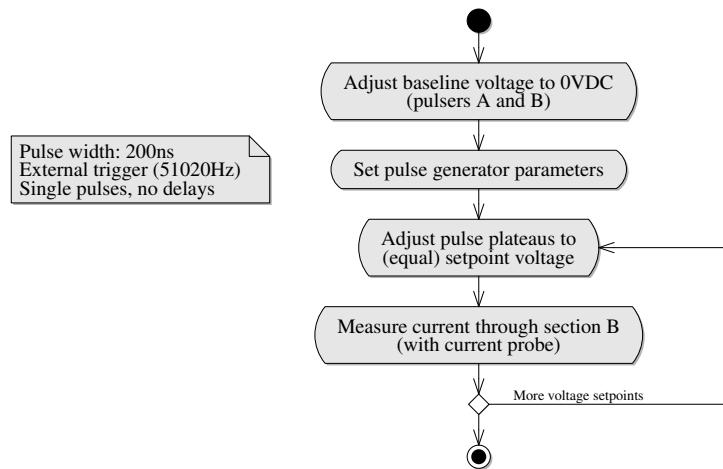 Adjust baseline voltage to 0VDC
(pulsers A and B)
Pulse width: 200ns
External trigger (51020Hz)
Single pulses, no delays
Set pulse generator parameters
Adjust pulse plateaus to
(equal) setpoint voltage
Measure current through section B
(with current probe)
More voltage setpoints